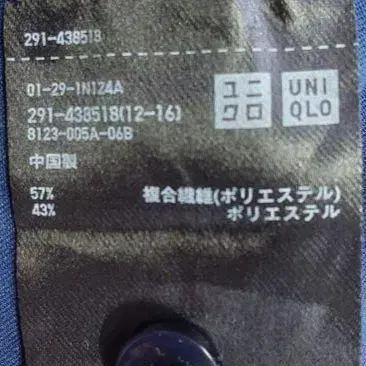 291-438518
01-29-1N1Z4A
291-438518(12-16)
8123-005A-06B
中国製
ユニ
クロ
UNI
QLO
57% 複合繊維(ポリエステル)
43% ポリエステル